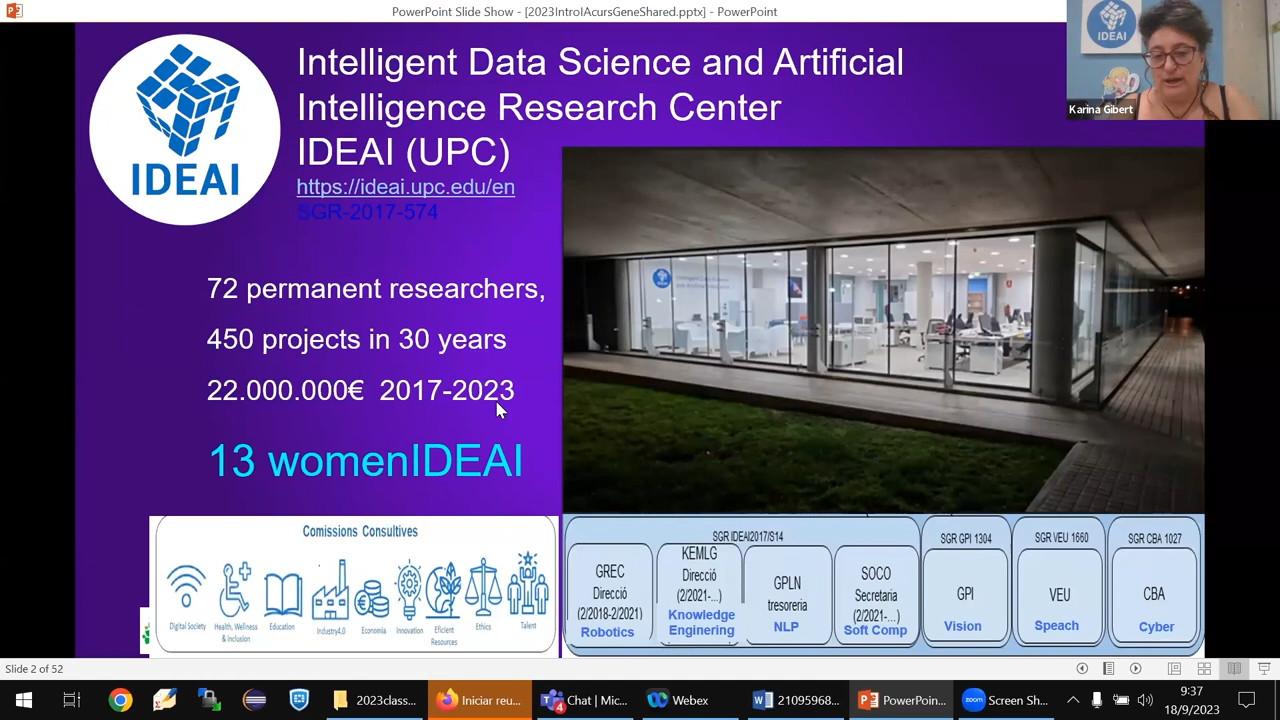 PowerPoint Slide Show - [2023IntroIAcursGeneShared.pptx] - PowerPoint
IDEAI
Intelligent Data Science and Artificial
Intelligence Research Center
IDEAI (UPC)
https://ideai.upc.edu/en
SGR-2017-574
IDEAI
Karina Gibert
72 permanent researchers,
450 projects in 30 years
22.000.000€ 2017-2023
13 womenIDEAI
IDEAI
Comissions Consultives
Digital Society
Health, Wellness
& inclusion
Education
Industry4.0
Economia
Innovation
Eficient
Resources
Ethics
Talent
SGR IDEAI2017/S14
GREC
Direcció
(2/2018-2/2021)
Robotics
KEMLG
Direcció
(2/2021-...)
Knowledge
Enginering
GPLN
tresoreria
NLP
SOCO
Secretaria
(2/2021-...)
Soft Comp
SGR GPI 1304
GPI
Vision
SGR VEU 1660
VEU
Speach
SGR CBA 1027
CBA
Cyber
Slide 2 of 52
2023class...
Iniciar reu...
4
Chat | Mic...
Webex
21095968...
PowerPoin...
zoom
Screen Sh...
9:37
18/9/2023